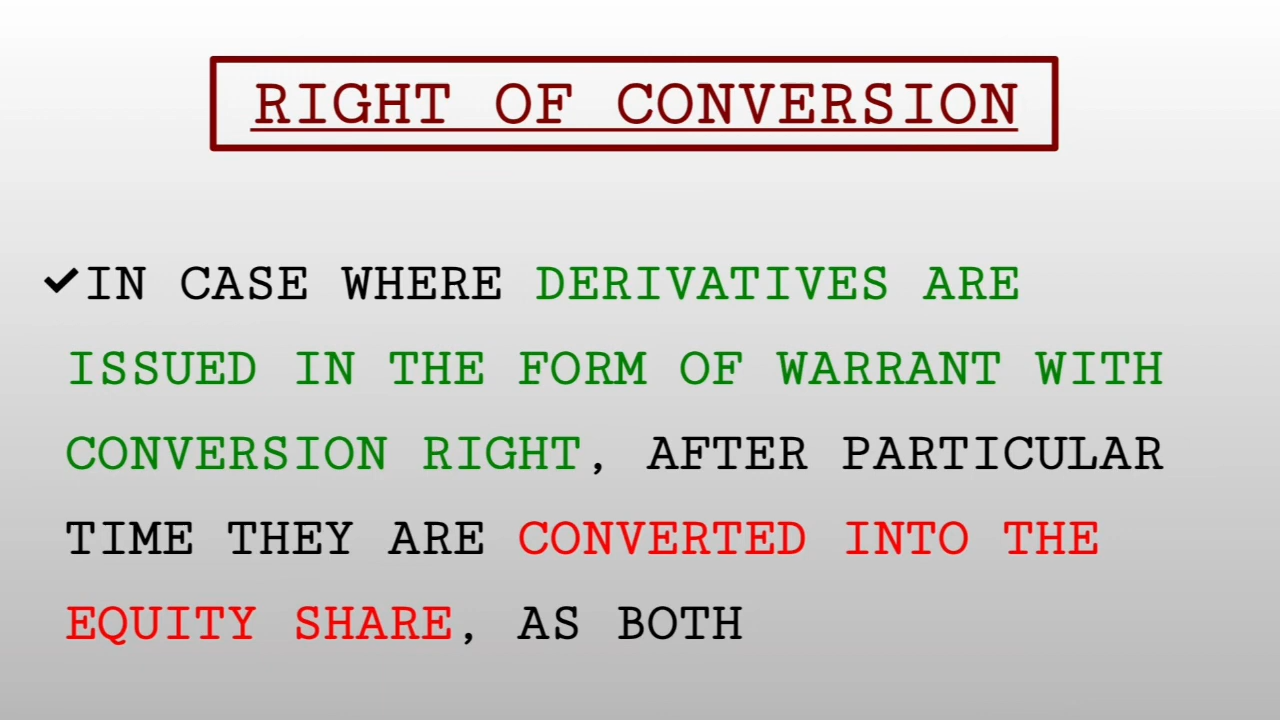 RIGHT OF CONVERSION
✔IN CASE WHERE DERIVATIVES ARE
ISSUED IN THE FORM OF WARRANT WITH
CONVERSION RIGHT, AFTER PARTICULAR
TIME THEY ARE CONVERTED INTO THE
EQUITY SHARE, AS BOTH